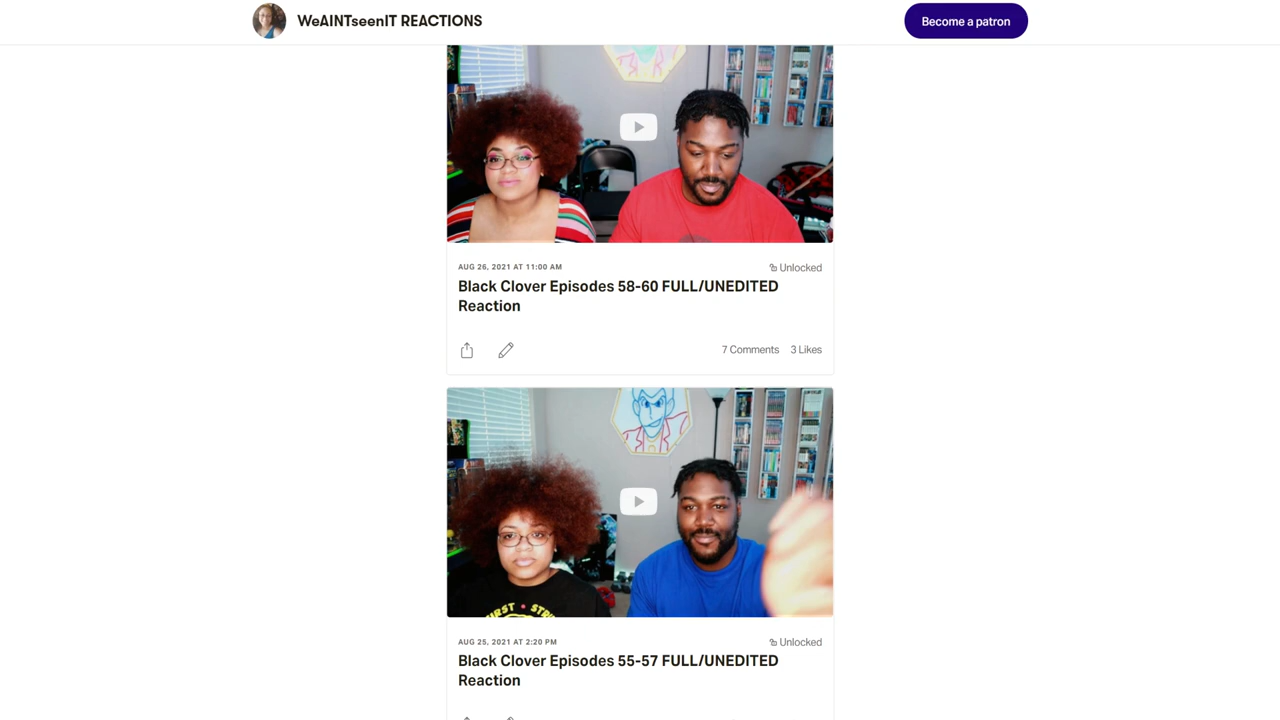 WeAINTseenIT REACTIONS
Become a patron
AUG 26, 2021 AT 11:00 AM
Unlocked
Black Clover Episodes 58-60 FULL/UNEDITED
Reaction
7 Comments 3 Likes
AUG 25, 2021 AT 2:20 PM
Unlocked
Black Clover Episodes 55-57 FULL/UNEDITED
Reaction